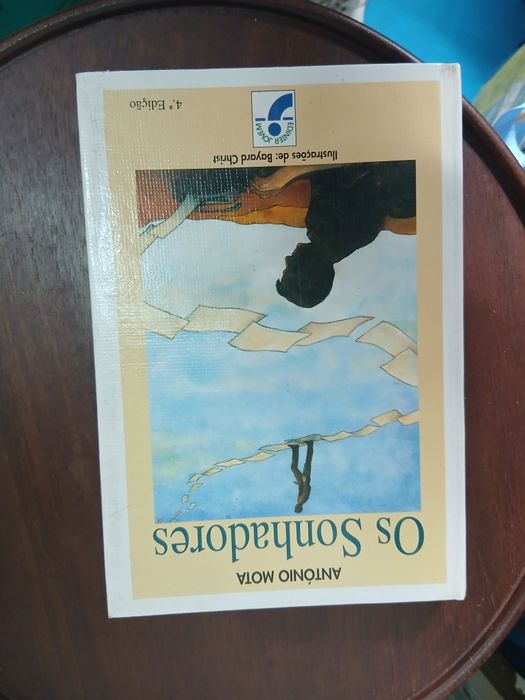 ANTÓNIO MOTA
Os Sonhadores
Ilustrações de: Bayard Christ
EDINTER JOVEM
4.ª Edição